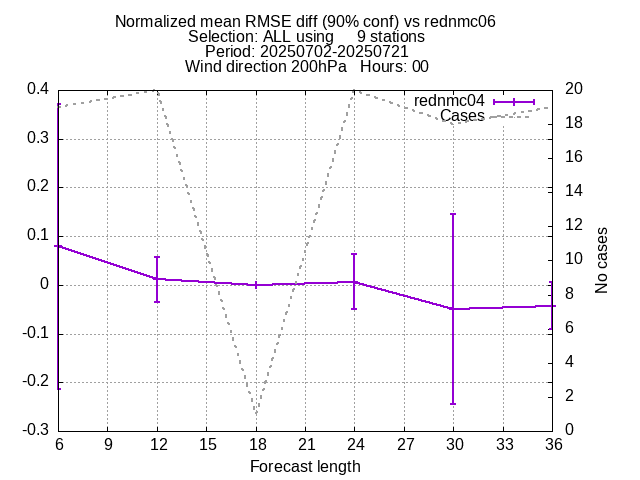 Normalized mean RMSE diff (90% conf) vs rednmc06
Selection: ALL using     9 stations
Period: 20250702-20250721
Wind direction 200hPa   Hours: 00
rednmc04
Cases
0.4
0.3
0.2
0.1
0
-0.1
-0.2
-0.3
20
18
16
14
12
10
8
6
4
2
0
No cases
6 9 12 15 18 21 24 27 30 33 36
Forecast length